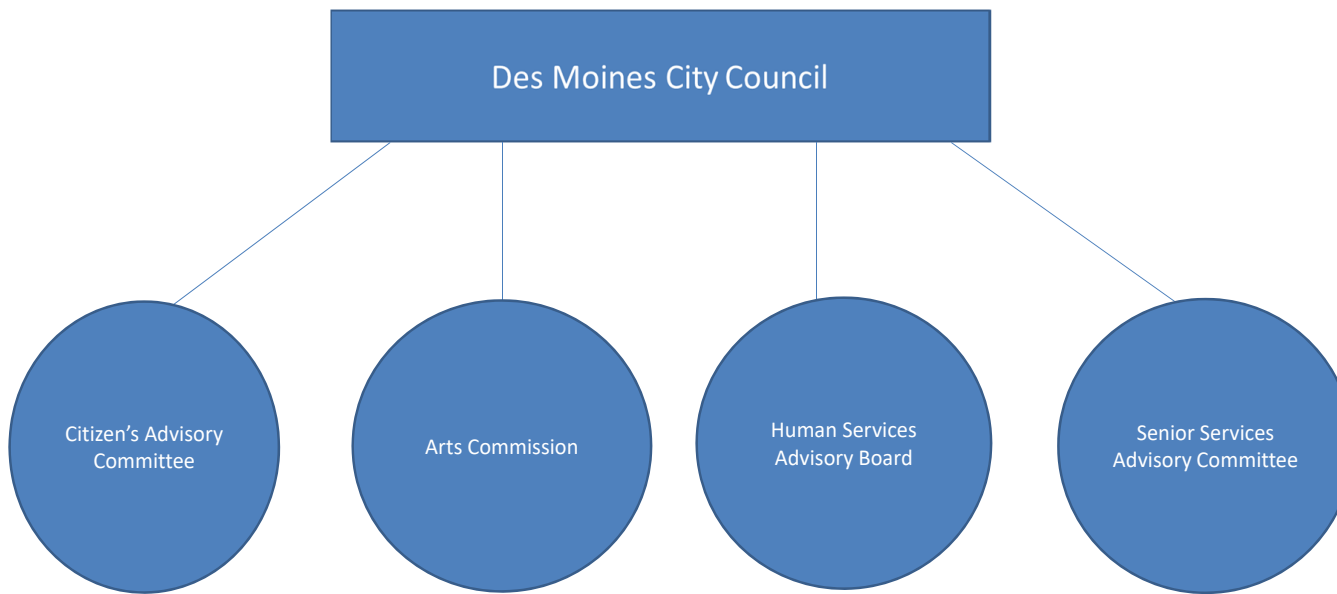 Des Moines City Council
Citizen’s Advisory
Committee
Arts Commission
Human Services
Advisory Board
Senior Services
Advisory Committee